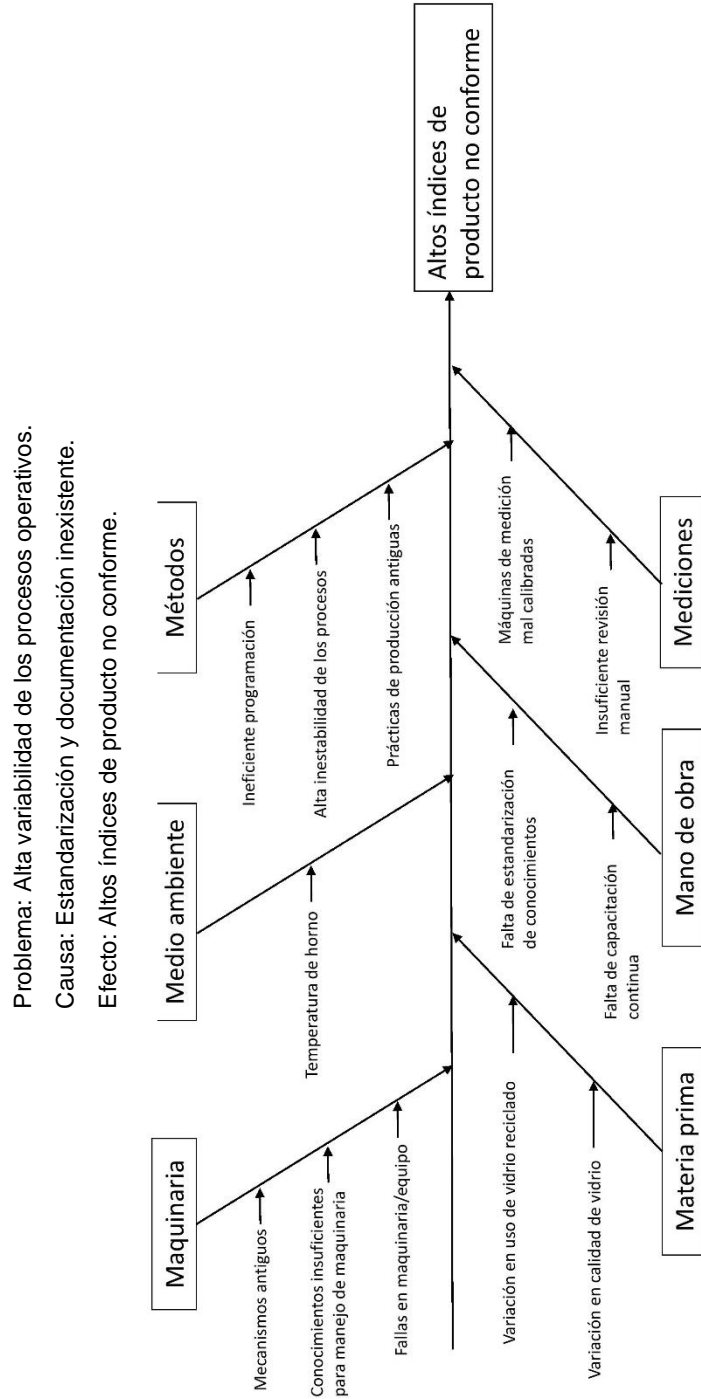 Problema: Alta variabilidad de los procesos operativos.
Causa: Estandarización y documentación inexistente.
Efecto: Altos índices de producto no conforme.
Maquinaria
Mecanismos antiguos
Conocimientos insuficientes
para manejo de maquinaria
Fallas en maquinaria/equipo
Medio ambiente
Temperatura de horno
Métodos
Ineficiente programación
Alta inestabilidad de los procesos
Prácticas de producción antiguas
Altos índices de
producto no conforme
Variación en uso de vidrio reciclado
Variación en calidad de vidrio
Materia prima
Falta de estandarización
de conocimientos
Falta de capacitación
continua
Mano de obra
Máquinas de medición
mal calibradas
Insuficiente revisión
manual
Mediciones